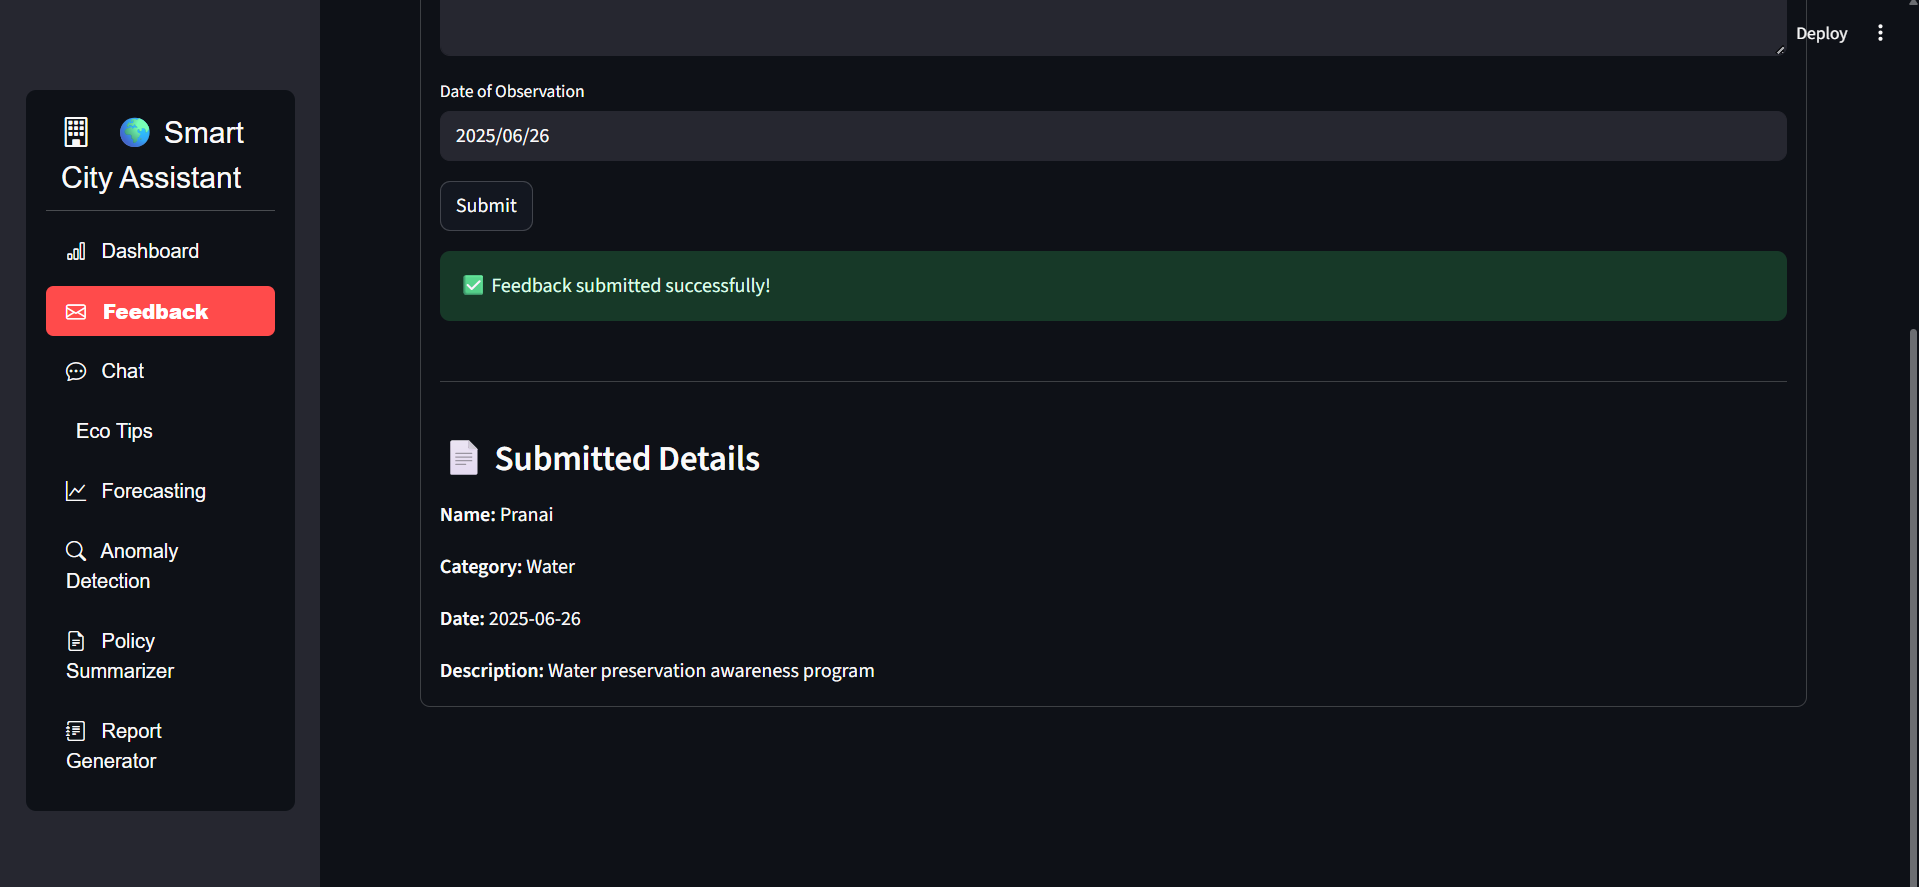 Deploy
Smart
City Assistant
Dashboard
Feedback
Chat
Eco Tips
Forecasting
Anomaly
Detection
Policy
Summarizer
Report
Generator
Date of Observation
2025/06/26
Submit
Feedback submitted successfully!
Submitted Details
Name: Pranai
Category: Water
Date: 2025-06-26
Description: Water preservation awareness program